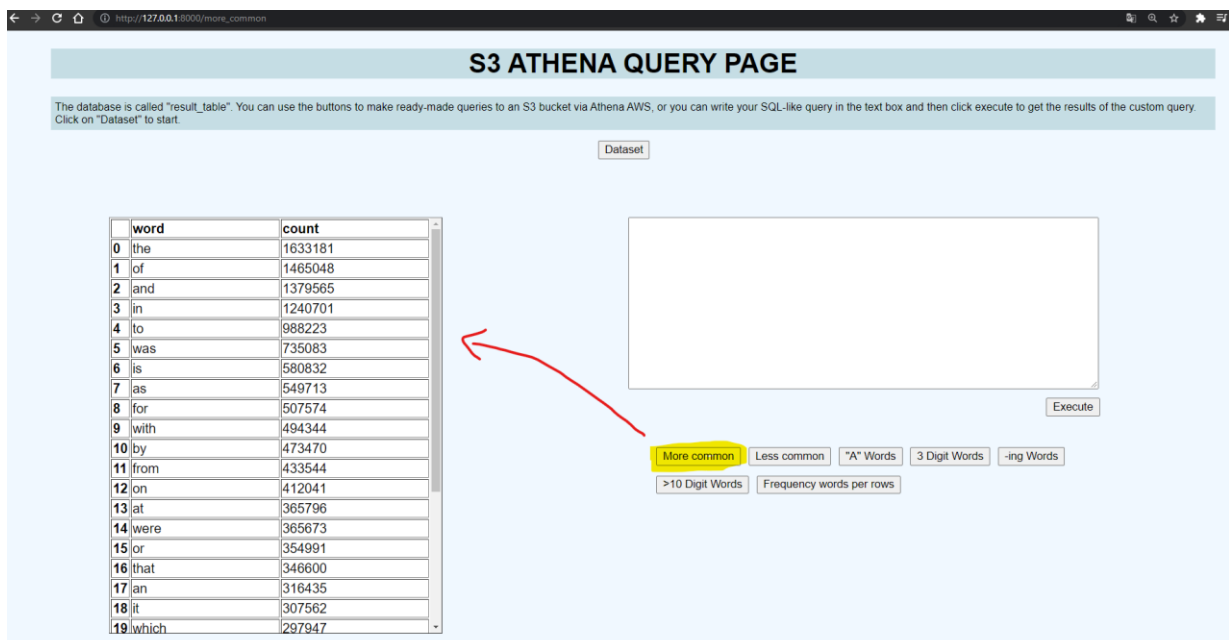 http://127.0.0.1:8000/more_common
S3 ATHENA QUERY PAGE
The database is called "result_table". You can use the buttons to make ready-made queries to an S3 bucket via Athena AWS, or you can write your SQL-like query in the text box and then click execute to get the results of the custom query.
Click on "Dataset" to start.
Dataset
word count
0 the 1633181
1 of 1465048
2 and 1379565
3 in 1240701
4 to 988223
5 was 735083
6 is 580832
7 as 549713
8 for 507574
9 with 494344
10 by 473470
11 from 433544
12 on 412041
13 at 365796
14 were 365673
15 or 354991
16 that 346600
17 an 316435
18 it 307562
19 which 297947
Execute
More common Less common "A" Words 3 Digit Words -ing Words
>10 Digit Words Frequency words per rows